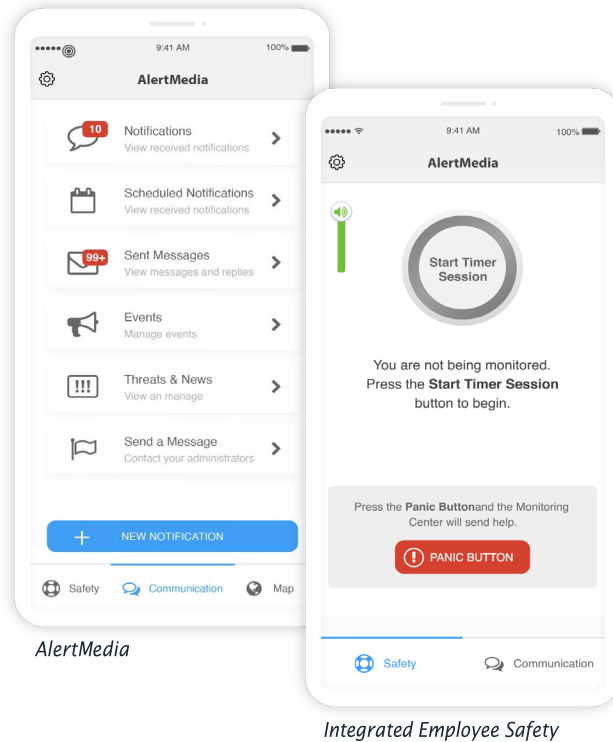 9:41 AM
100%
AlertMedia
10
Notifications
View received notifications
Scheduled Notifications
View received notifications
99+
Sent Messages
View messages and replies
Events
Manage events
!!!
Threats & News
View an manage
Send a Message
Contact your administrators
+ NEW NOTIFICATION
Safety
Communication
Map
AlertMedia
9:41 AM
100%
AlertMedia
Start Timer
Session
You are not being monitored.
Press the Start Timer Session
button to begin.
Press the Panic Buttonand the Monitoring
Center will send help.
! PANIC BUTTON
Safety
Communication
Integrated Employee Safety